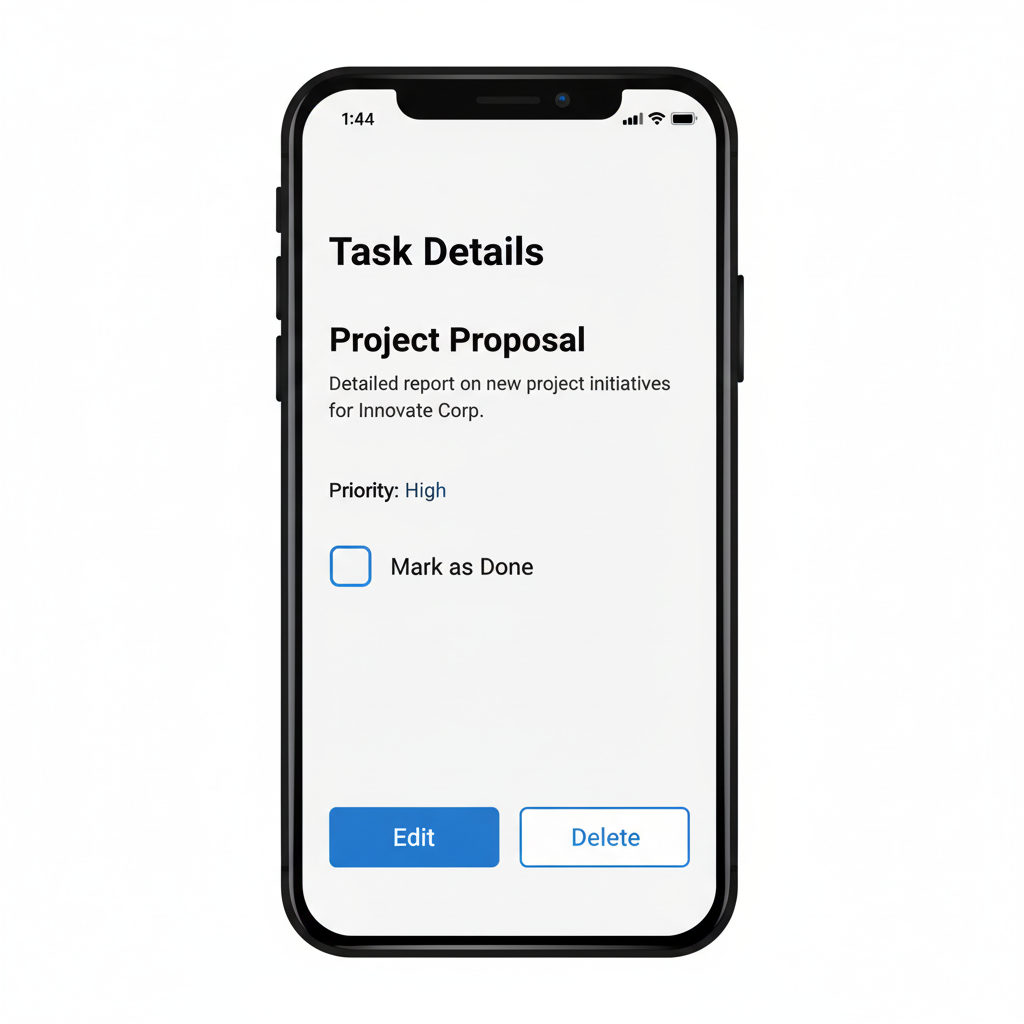 1:44
Task Details
Project Proposal
Detailed report on new project initiatives
for Innovate Corp.
Priority: High
Mark as Done
Edit
Delete